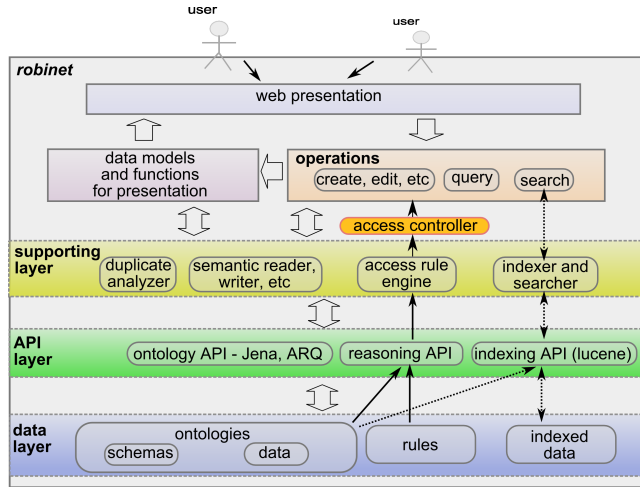 user
user
robinet
web presentation
data models
and functions
for presentation
operations
create, edit, etc
query
search
access controller
supporting
layer
duplicate
analyzer
semantic reader,
writer, etc
access rule
engine
indexer and
searcher
API
layer
ontology API - Jena, ARQ
reasoning API
indexing API (lucene)
data
layer
ontologies
schemas
data
rules
indexed
data